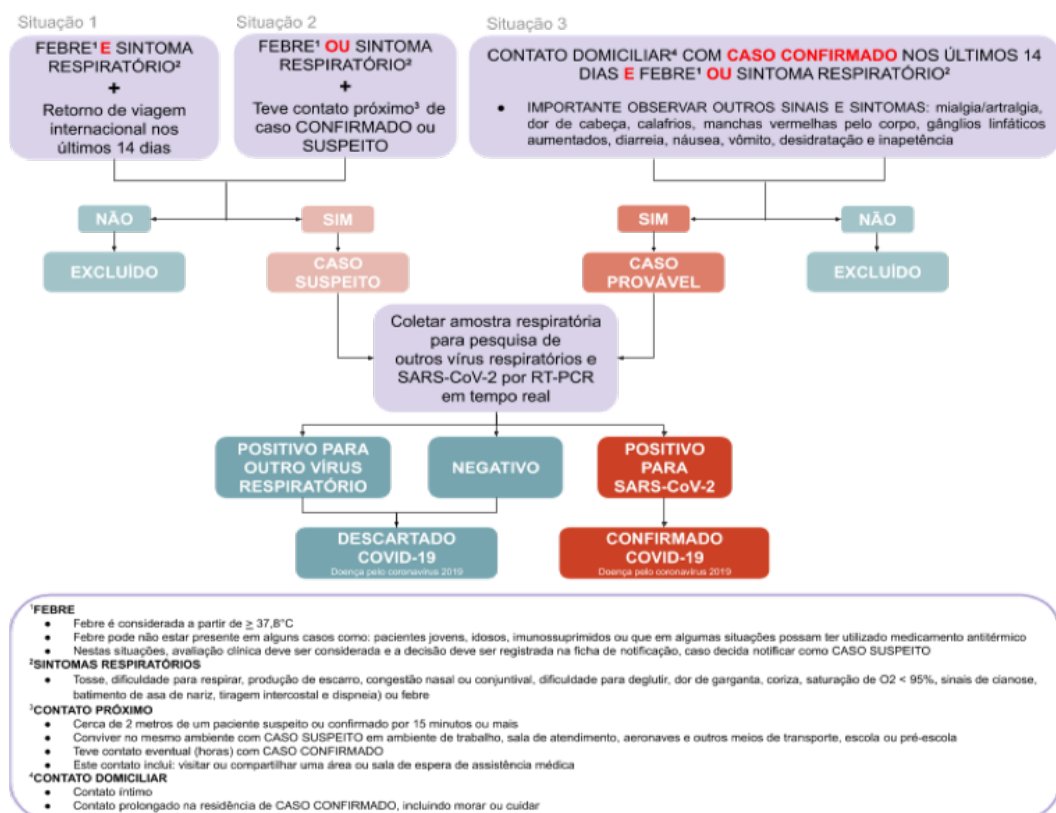 Situação 1
FEBRE¹ E SINTOMA
RESPIRATÓRIO²
+
Retorno de viagem
internacional nos
últimos 14 dias
Situação 2
FEBRE¹ OU SINTOMA
RESPIRATÓRIO²
+
Teve contato próximo³ de
caso CONFIRMADO ou
SUSPEITO
Situação 3
CONTATO DOMICILIAR⁴ COM CASO CONFIRMADO NOS ÚLTIMOS 14
DIAS E FEBRE¹ OU SINTOMA RESPIRATÓRIO²
● IMPORTANTE OBSERVAR OUTROS SINAIS E SINTOMAS: mialgia/artralgia,
dor de cabeça, calafrios, manchas vermelhas pelo corpo, gânglios linfáticos
aumentados, diarreia, náusea, vômito, desidratação e inapetência
NÃO
SIM
SIM
NÃO
EXCLUÍDO
CASO
SUSPEITO
CASO
PROVÁVEL
EXCLUÍDO
Coletar amostra respiratória
para pesquisa de
outros vírus respiratórios e
SARS-CoV-2 por RT-PCR
em tempo real
POSITIVO PARA
OUTRO VÍRUS
RESPIRATÓRIO
NEGATIVO
POSITIVO
PARA
SARS-CoV-2
DESCARTADO
COVID-19
Doença pelo coronavírus 2019
CONFIRMADO
COVID-19
Doença pelo coronavírus 2019
¹FEBRE
● Febre é considerada a partir de ≥ 37,8°C
● Febre pode não estar presente em alguns casos como: pacientes jovens, idosos, imunossuprimidos ou que em algumas situações possam ter utilizado medicamento antitérmico
● Nestas situações, avaliação clínica deve ser considerada e a decisão deve ser registrada na ficha de notificação, caso decida notificar como CASO SUSPEITO
²SINTOMAS RESPIRATÓRIOS
● Tosse, dificuldade para respirar, produção de escarro, congestão nasal ou conjuntival, dificuldade para deglutir, dor de garganta, coriza, saturação de O2 < 95%, sinais de cianose,
batimento de asa de nariz, tiragem intercostal e dispneia) ou febre
³CONTATO PRÓXIMO
● Cerca de 2 metros de um paciente suspeito ou confirmado por 15 minutos ou mais
● Conviver no mesmo ambiente com CASO SUSPEITO em ambiente de trabalho, sala de atendimento, aeronaves e outros meios de transporte, escola ou pré-escola
● Teve contato eventual (horas) com CASO CONFIRMADO
● Este contato inclui: visitar ou compartilhar uma área ou sala de espera de assistência médica
⁴CONTATO DOMICILIAR
● Contato íntimo
● Contato prolongado na residência de CASO CONFIRMADO, incluindo morar ou cuidar